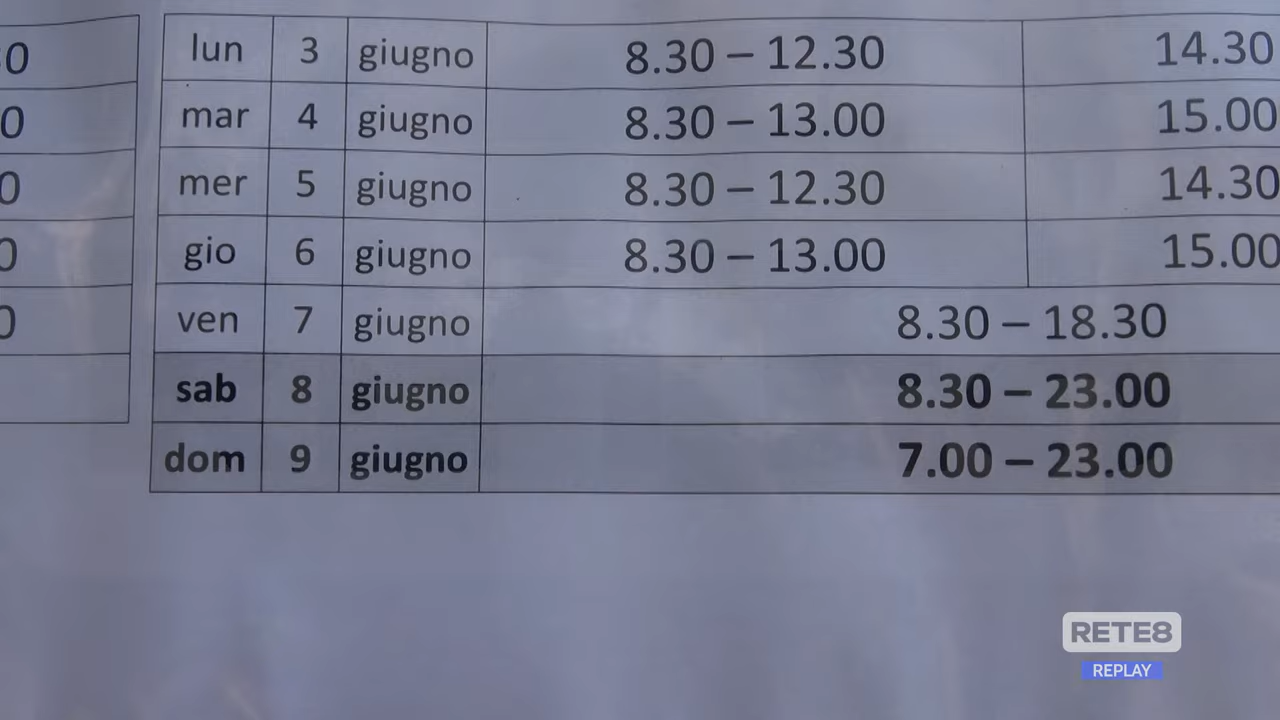 lun 3 giugno 8.30 – 12.30 14.30
mar 4 giugno 8.30 – 13.00 15.00
mer 5 giugno 8.30 – 12.30 14.30
gio 6 giugno 8.30 – 13.00 15.00
ven 7 giugno 8.30 – 18.30
sab 8 giugno 8.30 – 23.00
dom 9 giugno 7.00 – 23.00
RETE8
REPLAY